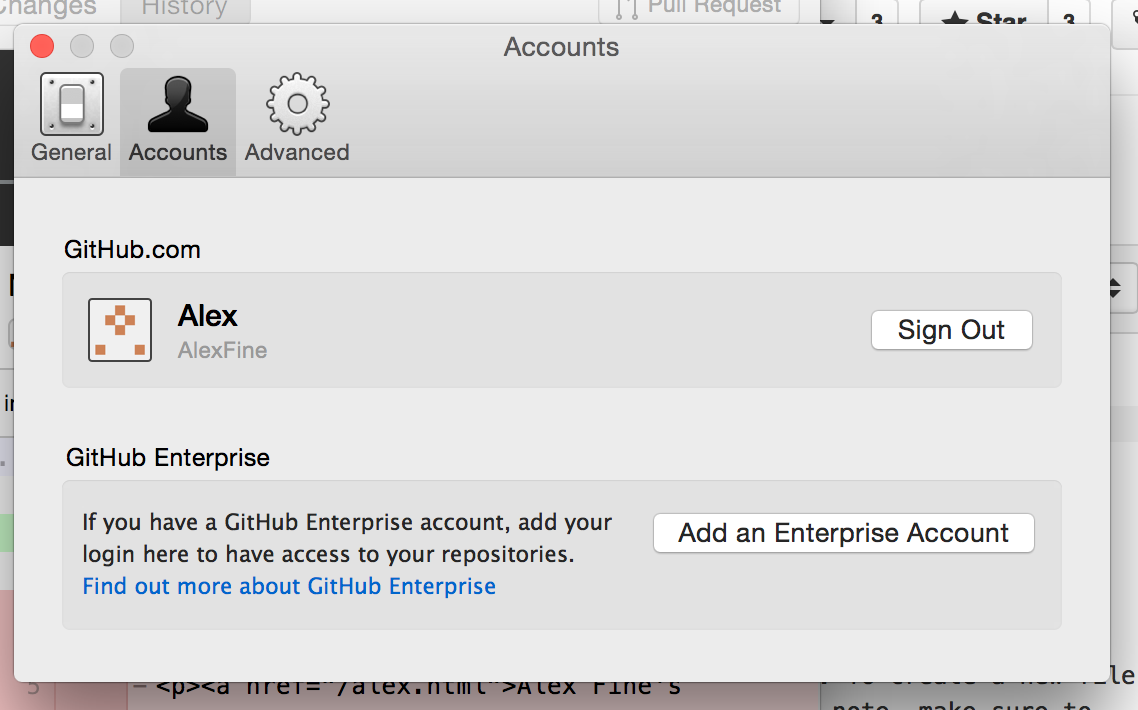 Changes
History
Pull Request
3
Star
3
Accounts
General
Accounts
Advanced
GitHub.com
Alex
AlexFine
Sign Out
GitHub Enterprise
If you have a GitHub Enterprise account, add your
login here to have access to your repositories.
Find out more about GitHub Enterprise
Add an Enterprise Account
5
- <p><a href="/alex.html">Alex Fine's
To create a new file
note, make sure to